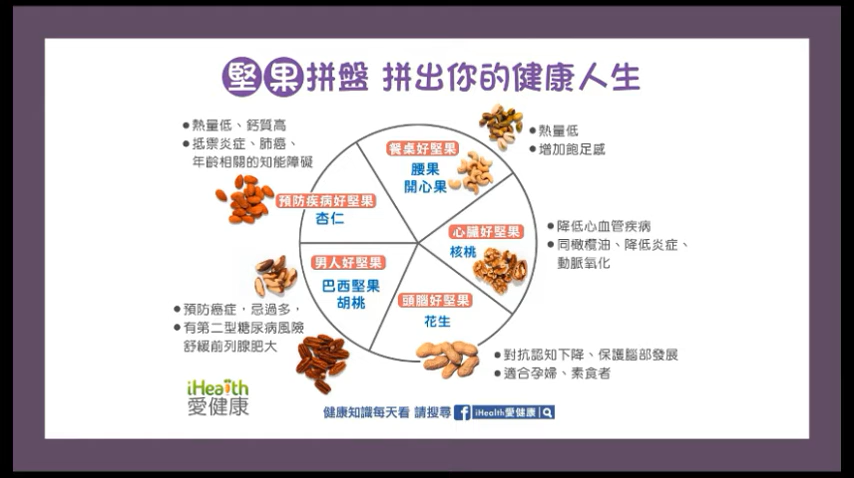 堅果拼盤 拼出你的健康人生
●熱量低、鈣質高
●抵禦炎症、肺癌、
年齡相關的知能障礙
預防疾病好堅果
杏仁
餐桌好堅果
腰果
開心果
●熱量低
●增加飽足感
心臟好堅果
核桃
●降低心血管疾病
●同橄欖油、降低炎症、
動脈氧化
男人好堅果
巴西堅果
胡桃
●預防癌症，忌過多，
●有第二型糖尿病風險
舒緩前列腺肥大
頭腦好堅果
花生
●對抗認知下降、保護腦部發展
●適合孕婦、素食者
iHealth
愛健康
健康知識每天看 請搜尋 f iHealth愛健康